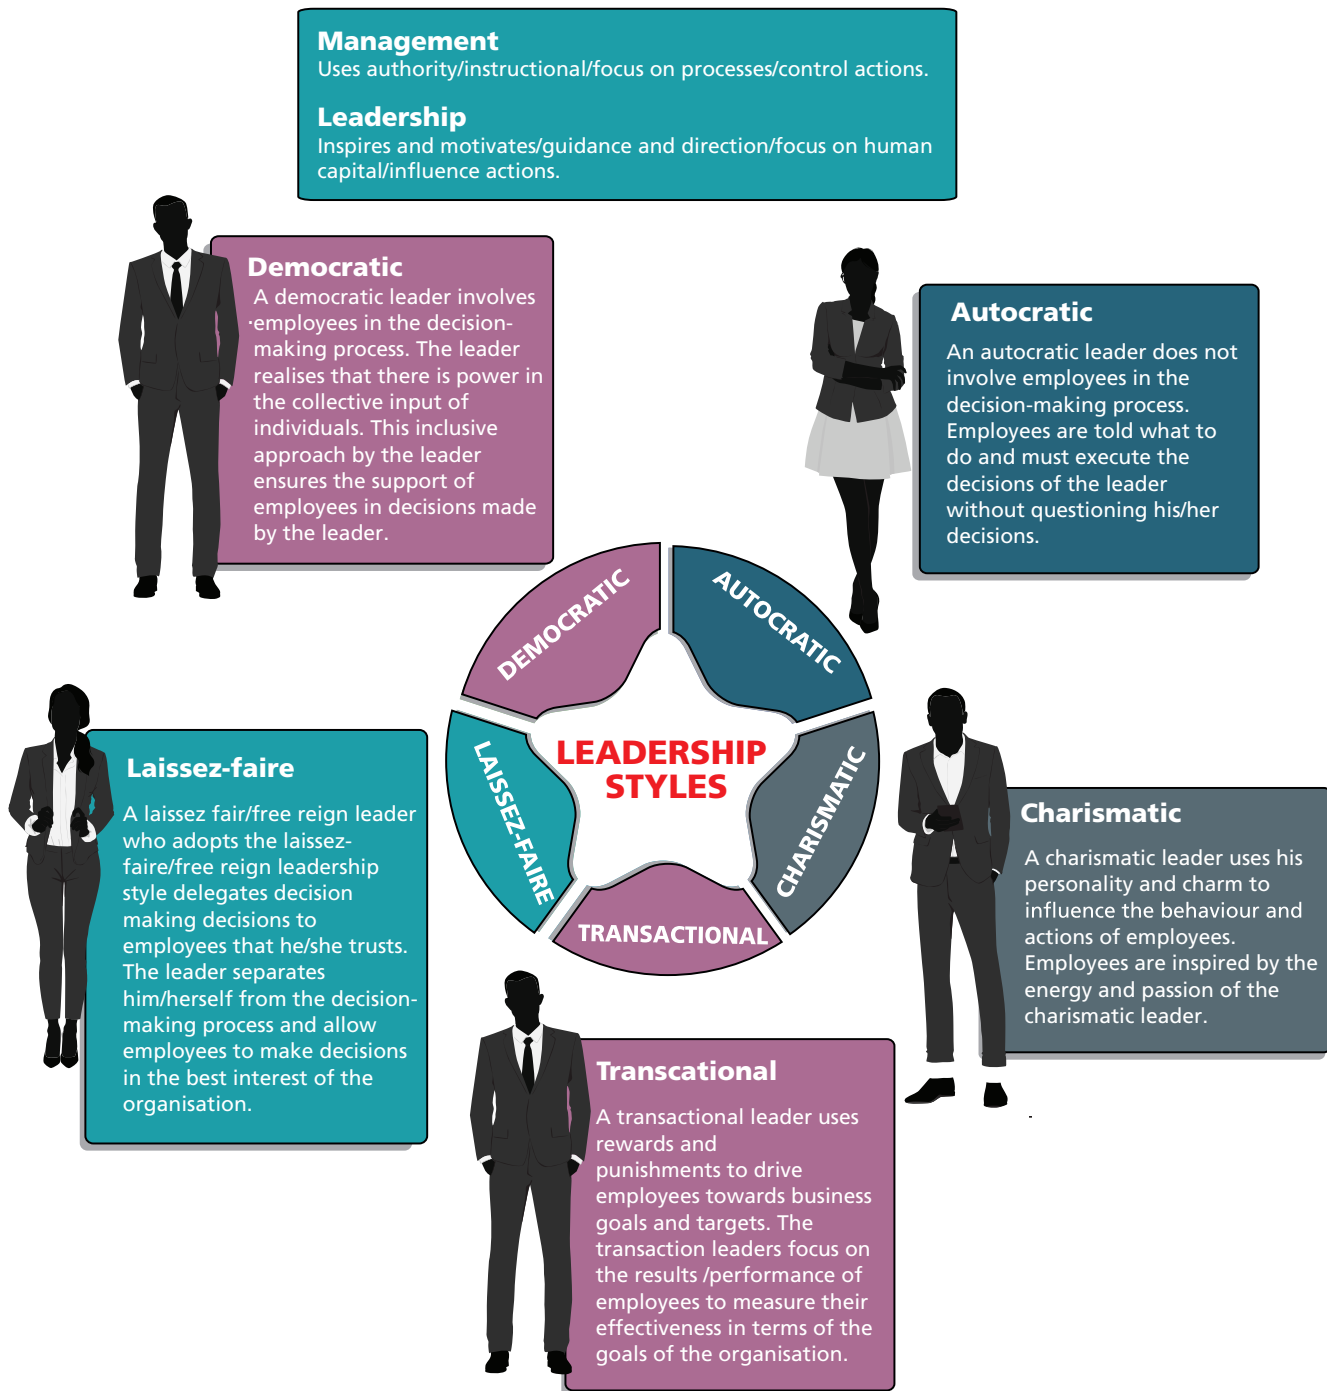 Management
Uses authority/instructional/focus on processes/control actions.
Leadership
Inspires and motivates/guidance and direction/focus on human
capital/influence actions.
Democratic
A democratic leader involves
employees in the decision-
making process. The leader
realises that there is power in
the collective input of
individuals. This inclusive
approach by the leader
ensures the support of
employees in decisions made
by the leader.
Autocratic
An autocratic leader does not
involve employees in the
decision-making process.
Employees are told what to
do and must execute the
decisions of the leader
without questioning his/her
decisions.
DEMOCRATIC
AUTOCRATIC
LAISSEZ-FAIRE
LEADERSHIP
STYLES
CHARISMATIC
TRANSACTIONAL
Laissez-faire
A laissez fair/free reign leader
who adopts the laissez-
faire/free reign leadership
style delegates decision
making decisions to
employees that he/she trusts.
The leader separates
him/herself from the decision-
making process and allow
employees to make decisions
in the best interest of the
organisation.
Charismatic
A charismatic leader uses his
personality and charm to
influence the behaviour and
actions of employees.
Employees are inspired by the
energy and passion of the
charismatic leader.
Transcational
A transactional leader uses
rewards and
punishments to drive
employees towards business
goals and targets. The
transaction leaders focus on
the results /performance of
employees to measure their
effectiveness in terms of the
goals of the organisation.